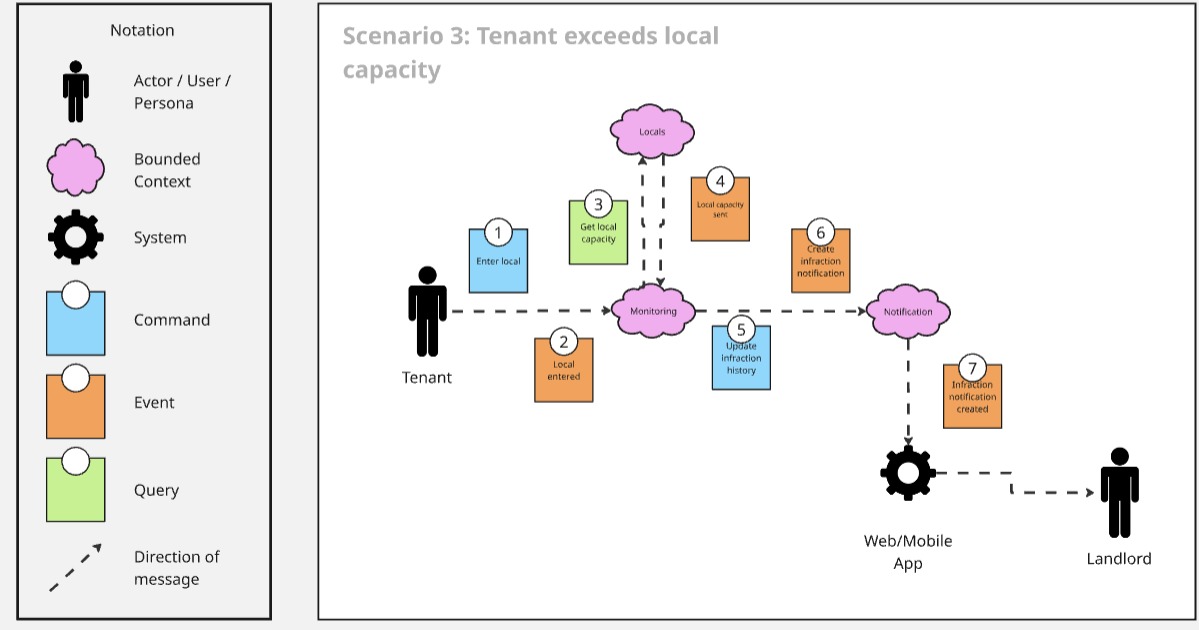 Notation
Actor / User /
Persona
Bounded
Context
System
Command
Event
Query
Direction of
message
Scenario 3: Tenant exceeds local
capacity
Locals
4
Local capacity
sent
3
Get local
capacity
1
Enter local
6
Create
infraction
notification
Monitoring
Notification
Tenant
2
Local
entered
5
Update
infraction
history
7
Infraction
notification
created
Web/Mobile
App
Landlord